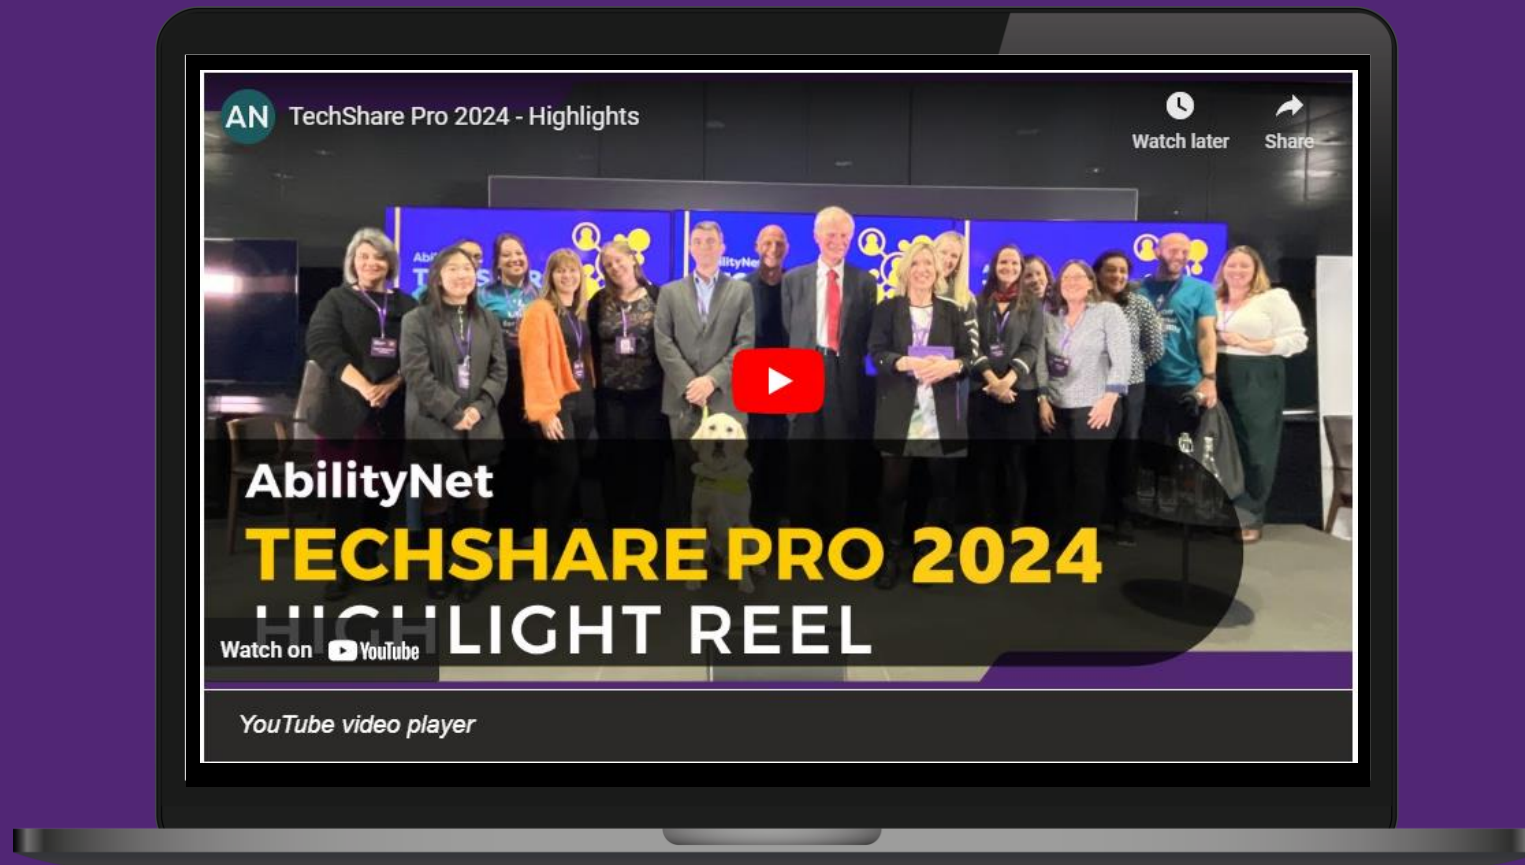 AN TechShare Pro 2024 - Highlights
Watch later Share
AbilityNet
TECHSHARE PRO 2024
HIGHLIGHT REEL
Watch on YouTube
YouTube video player